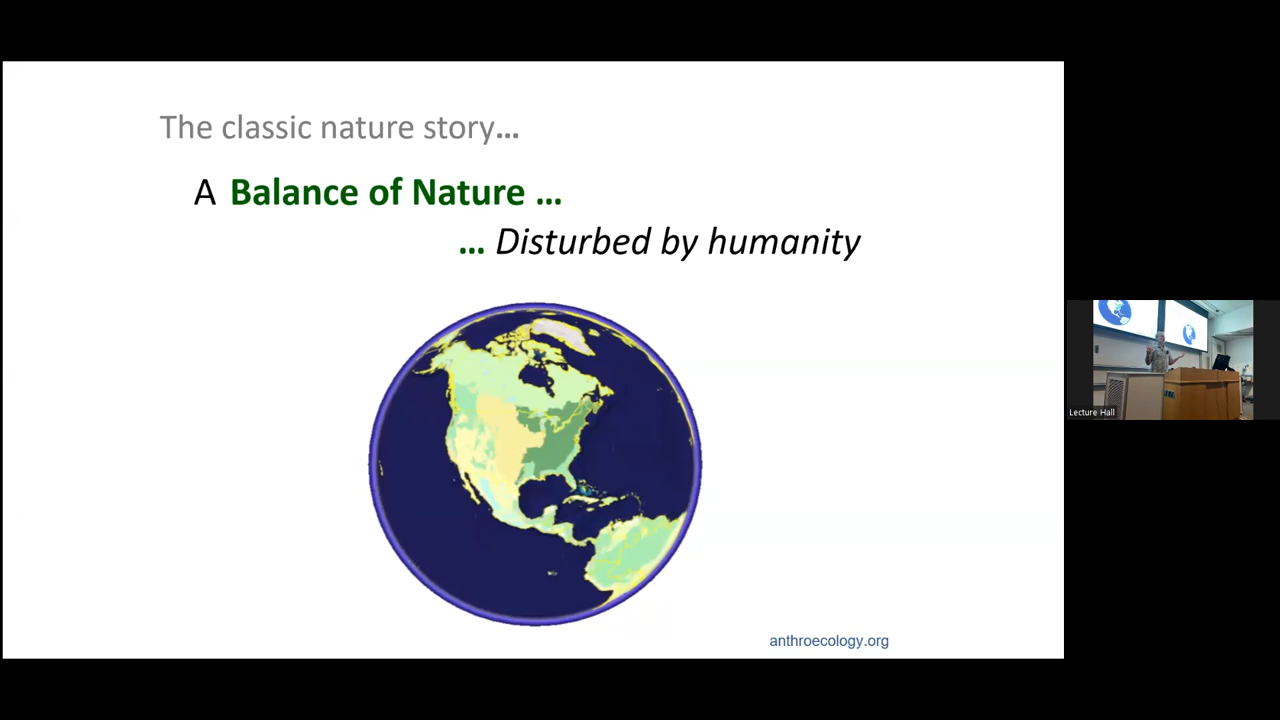 The classic nature story...
A Balance of Nature ...
... Disturbed by humanity
anthroecology.org
Lecture Hall